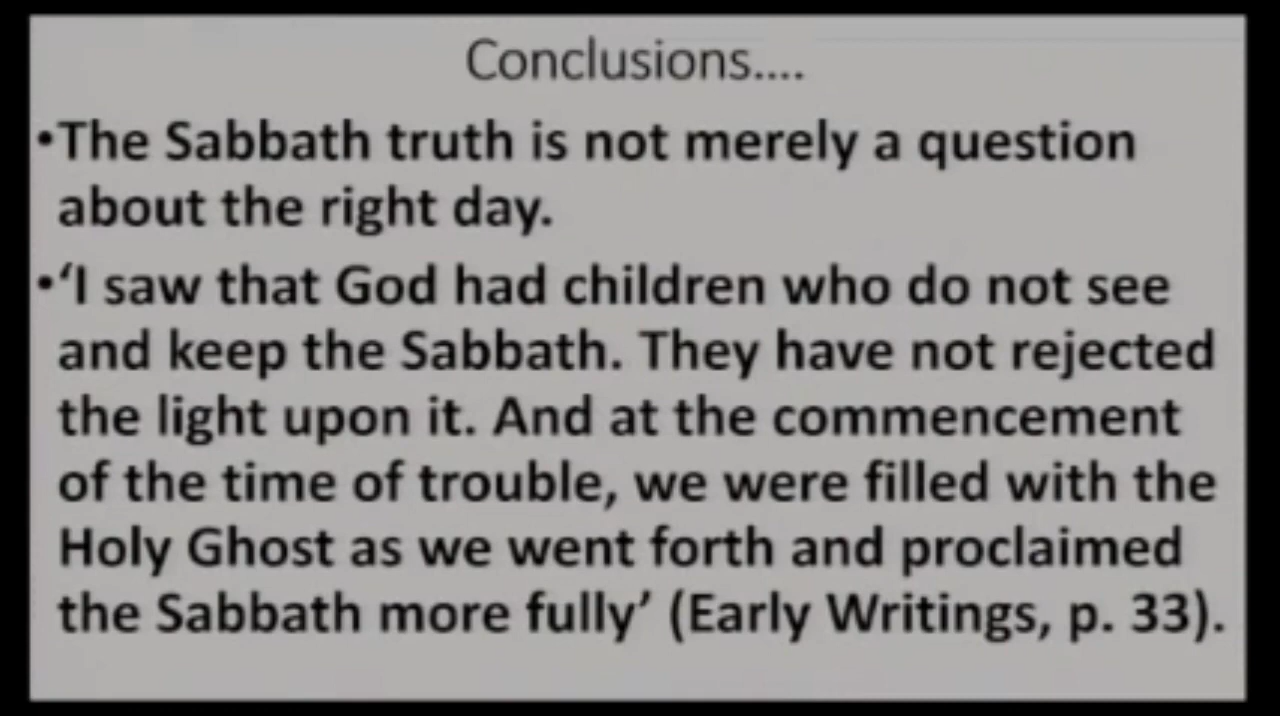 Conclusions....
•The Sabbath truth is not merely a question
about the right day.
•‘I saw that God had children who do not see
and keep the Sabbath. They have not rejected
the light upon it. And at the commencement
of the time of trouble, we were filled with the
Holy Ghost as we went forth and proclaimed
the Sabbath more fully’ (Early Writings, p. 33).